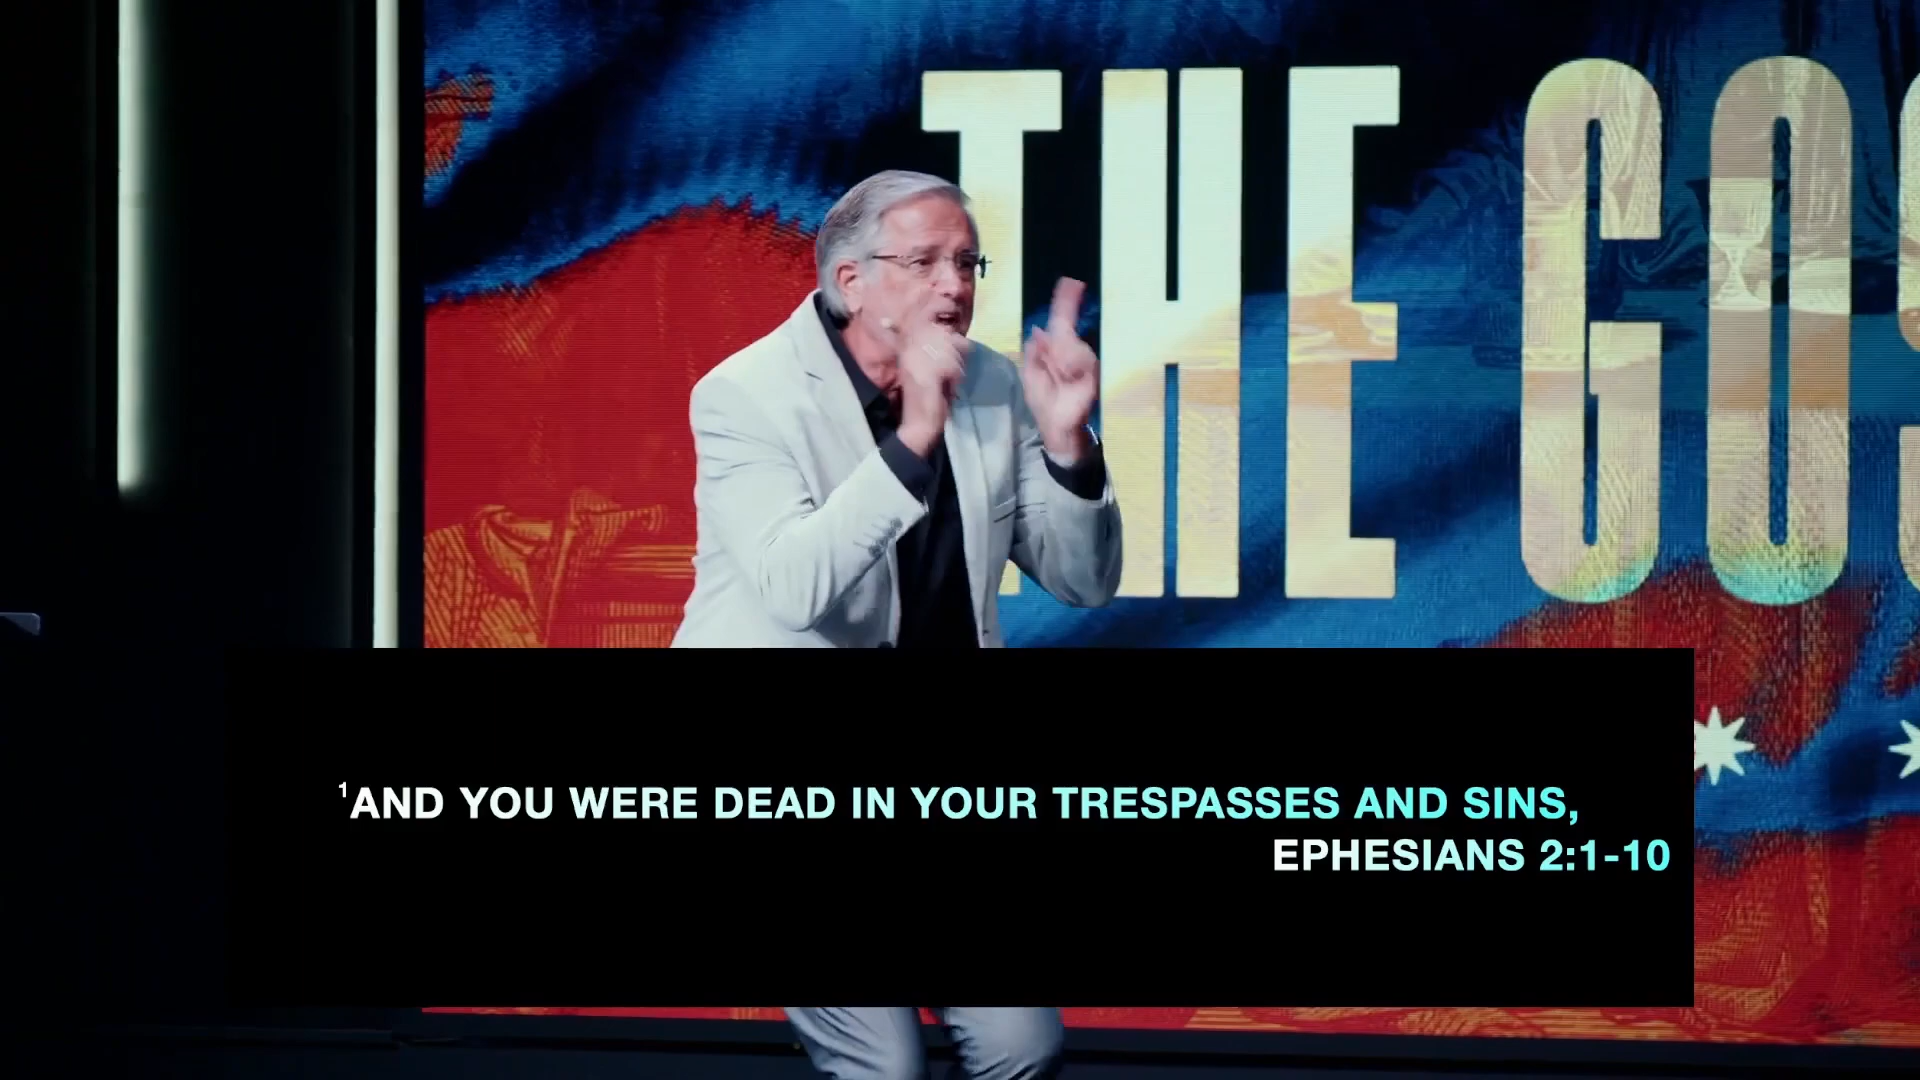 THE GOS
¹AND YOU WERE DEAD IN YOUR TRESPASSES AND SINS,
EPHESIANS 2:1-10